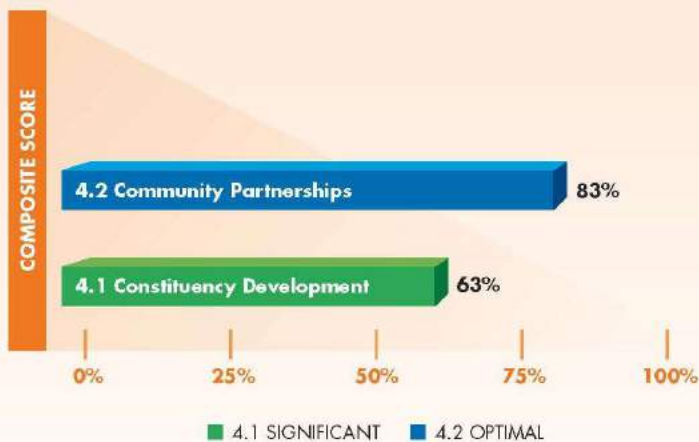 COMPOSITE SCORE
4.2 Community Partnerships 83%
4.1 Constituency Development 63%
0% 25% 50% 75% 100%
4.1 SIGNIFICANT 4.2 OPTIMAL